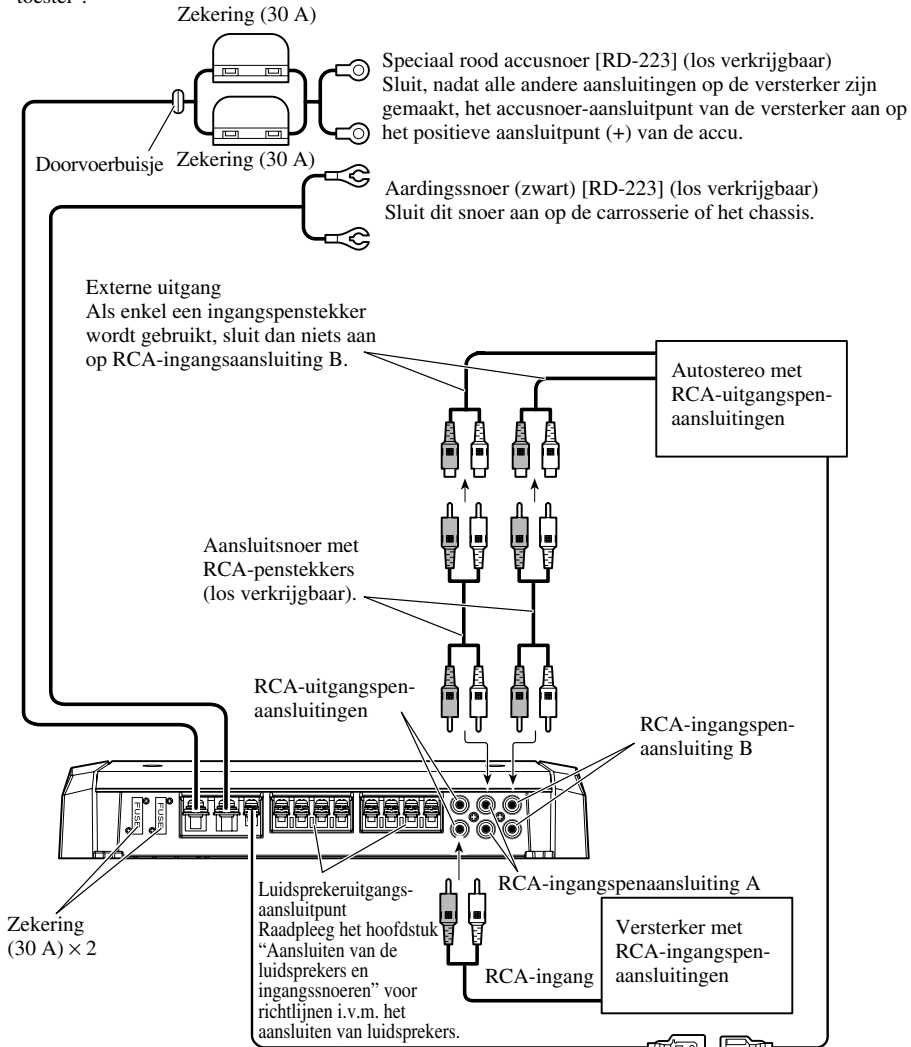 toestel”.
Zekering (30 A)
Speciaal rood accusnoer [RD-223] (los verkrijgbaar)
Sluit, nadat alle andere aansluitingen op de versterker zijn
gemaakt, het accusnoer-aansluitpunt van de versterker aan op
het positieve aansluitpunt (+) van de accu.
Doorvoerbuisje
Zekering (30 A)
Aardingssnoer (zwart) [RD-223] (los verkrijgbaar)
Sluit dit snoer aan op de carrosserie of het chassis.
Externe uitgang
Als enkel een ingangspenstekker
wordt gebruikt, sluit dan niets aan
op RCA-ingangsaansluiting B.
Autostereo met
RCA-uitgangspen-
aansluitingen
Aansluitsnoer met
RCA-penstekkers
(los verkrijgbaar).
RCA-uitgangspen-
aansluitingen
RCA-ingangspen-
aansluiting B
FUSE
FUSE
RCA-ingangspenaansluiting A
Zekering
(30 A) × 2
Luidsprekeruitgangs-
aansluitpunt
Raadpleeg het hoofdstuk
“Aansluiten van de
luidsprekers en
ingangssnoeren” voor
richtlijnen i.v.m. het
aansluiten van luidsprekers.
RCA-ingang
Versterker met
RCA-ingangspen-
aansluitingen